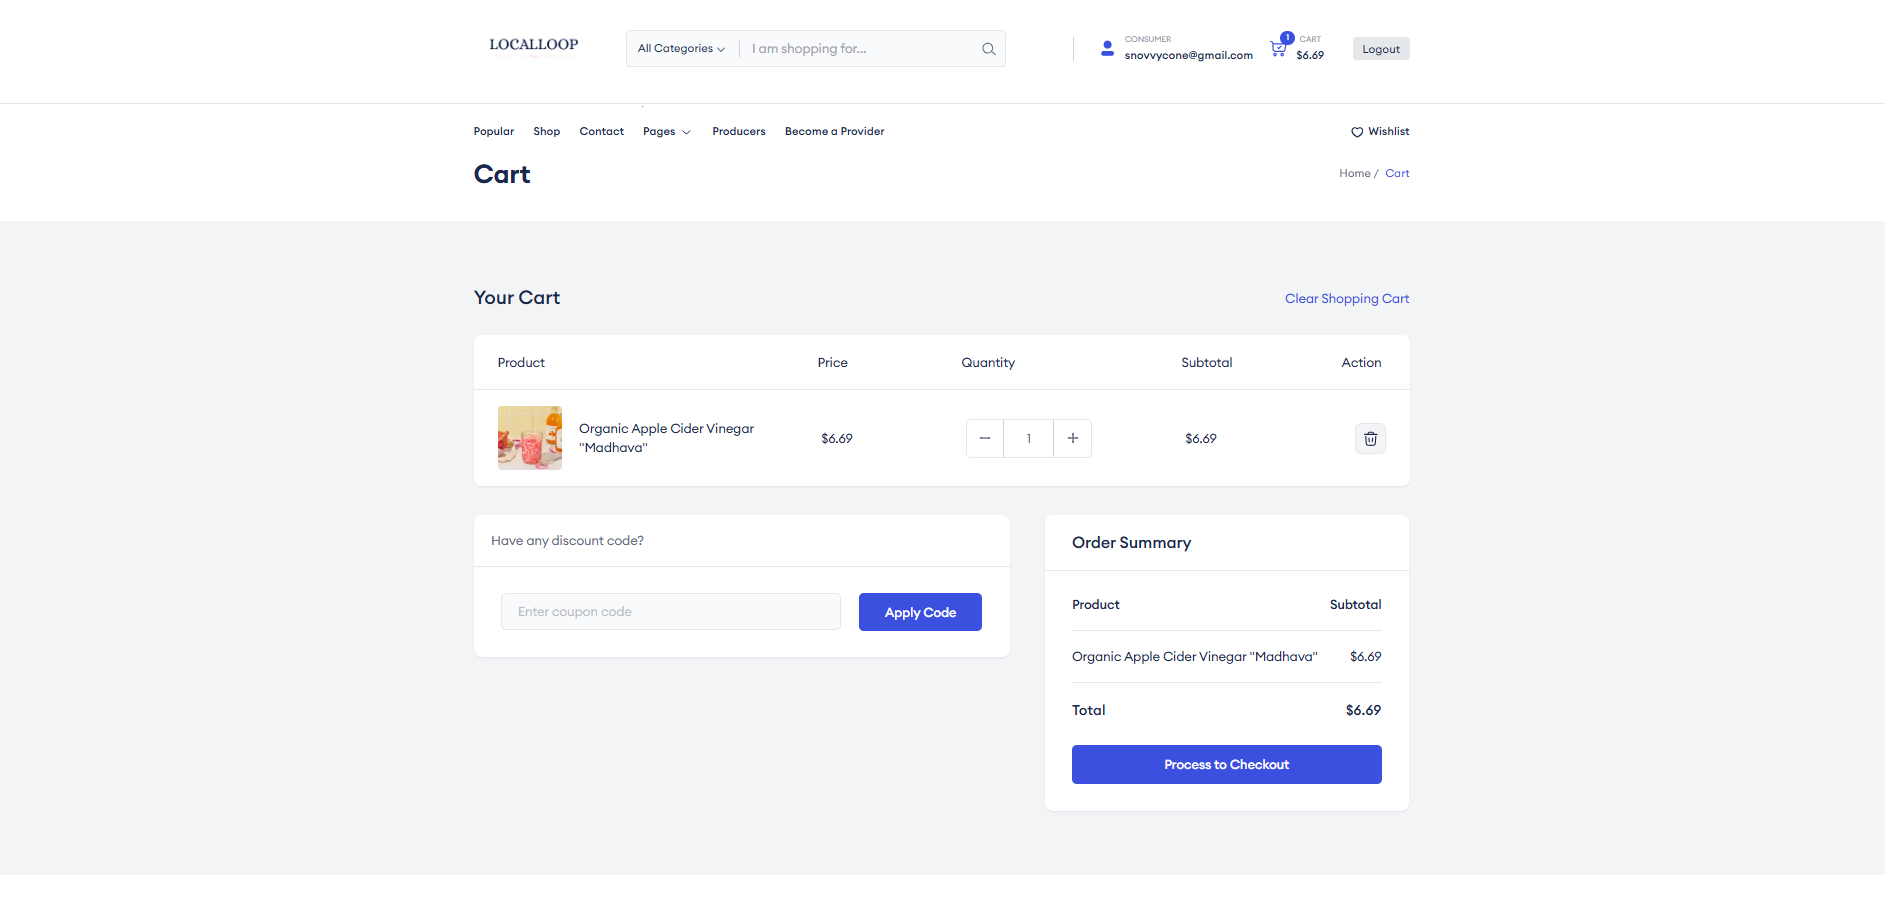 LOCALLOOP
All Categories
I am shopping for...
CONSUMER
snovvycone@gmail.com
1
CART
$6.69
Logout
Popular
Shop
Contact
Pages
Producers
Become a Provider
Wishlist
Cart
Home / Cart
Your Cart
Clear Shopping Cart
Product
Price
Quantity
Subtotal
Action
Organic Apple Cider Vinegar
"Madhava"
$6.69
1
$6.69
Have any discount code?
Enter coupon code
Apply Code
Order Summary
Product
Subtotal
Organic Apple Cider Vinegar "Madhava"
$6.69
Total
$6.69
Process to Checkout